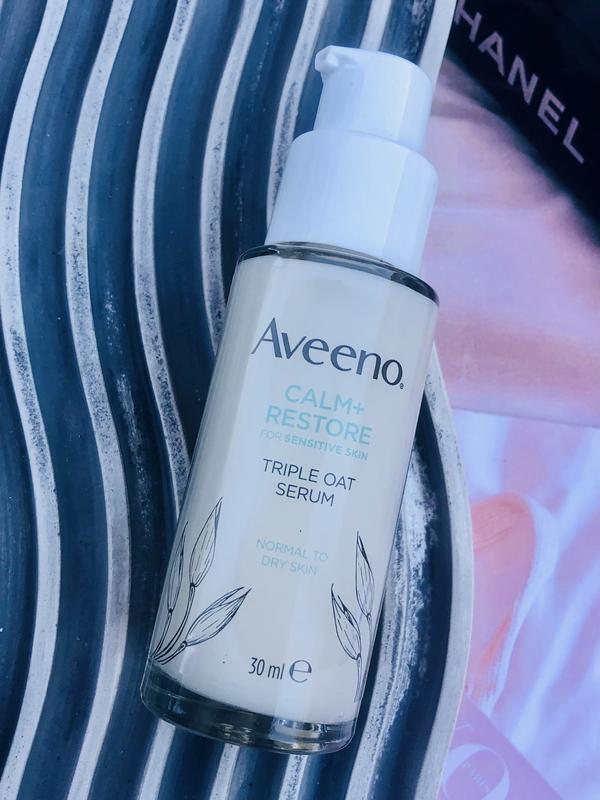 CHANEL
Aveeno®
CALM+
RESTORE
FOR SENSITIVE SKIN
TRIPLE OAT
SERUM
NORMAL TO
DRY SKIN
30 ml e